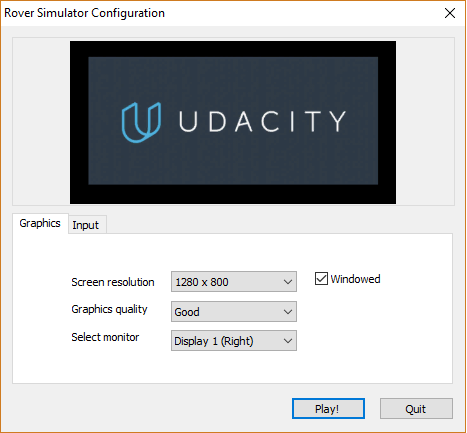 Rover Simulator Configuration
UDACITY
Graphics Input
Screen resolution 1280 x 800 Windowed
Graphics quality Good
Select monitor Display 1 (Right)
Play! Quit